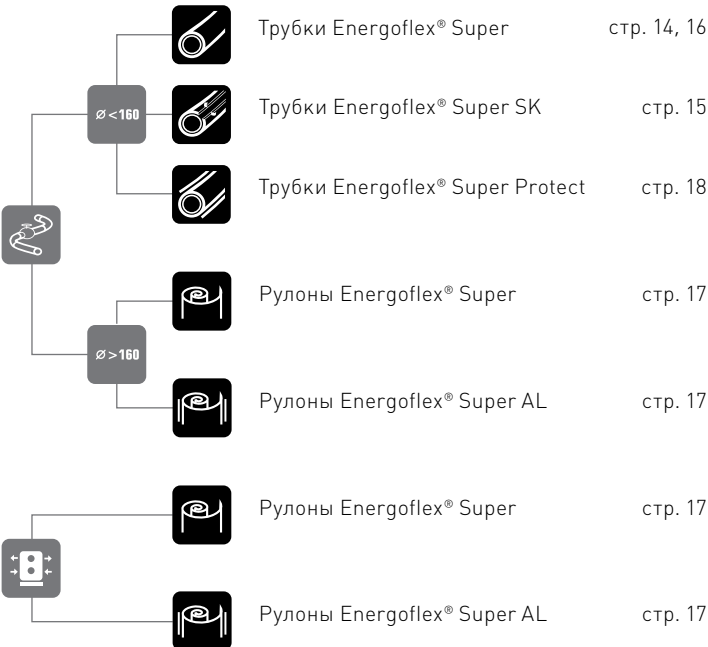 Трубки Energoflex® Super стр. 14, 16
ø<160
Трубки Energoflex® Super SK стр. 15
Трубки Energoflex® Super Protect стр. 18
Рулоны Energoflex® Super стр. 17
ø>160
Рулоны Energoflex® Super AL стр. 17
Рулоны Energoflex® Super стр. 17
Рулоны Energoflex® Super AL стр. 17